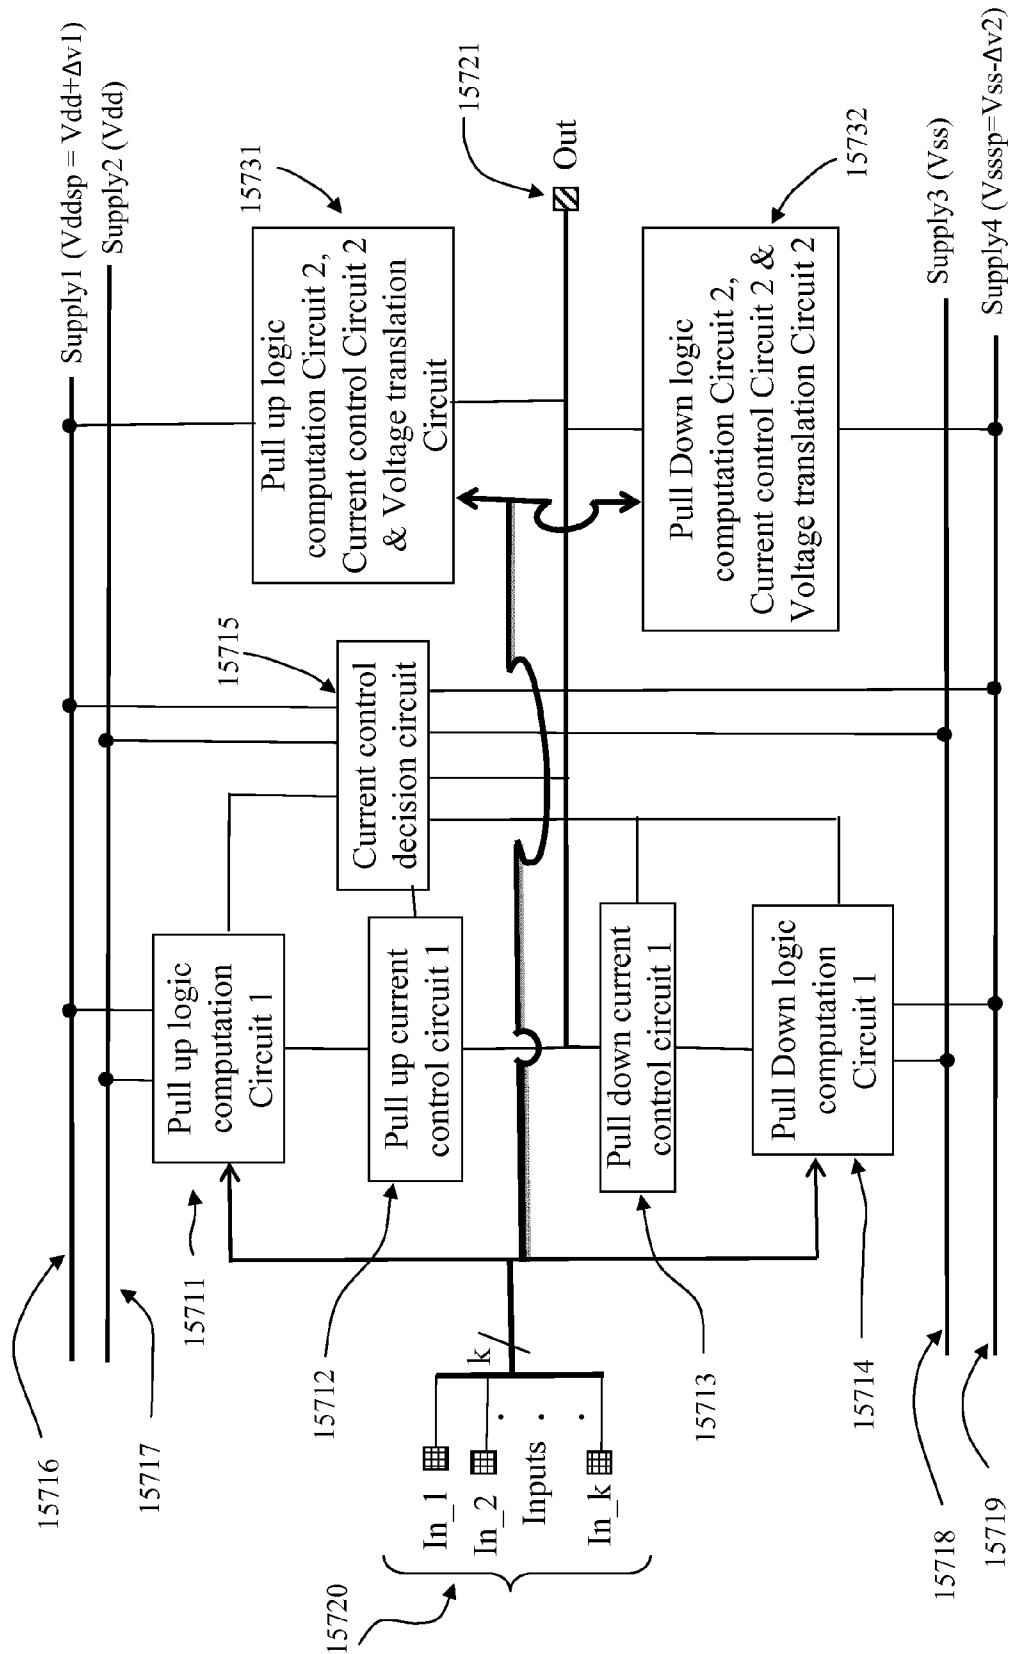 Supply1 (Vddsp = Vdd+Δv1)
Supply2 (Vdd)
15716
15717
15711
15712
15715
15731
15721
Pull up logic
computation
Circuit 1
Pull up current
control circuit 1
Current control
decision circuit
Pull up logic
computation Circuit 2,
Current control Circuit 2
& Voltage translation
Circuit
Out
15720
In_1
In_2
Inputs
In_k
k
Pull down current
control circuit 1
Pull Down logic
computation
Circuit 1
Pull Down logic
computation Circuit 2,
Current control Circuit 2 &
Voltage translation Circuit 2
15732
15713
15714
15718
15719
Supply3 (Vss)
Supply4 (Vsssp=Vss-Δv2)